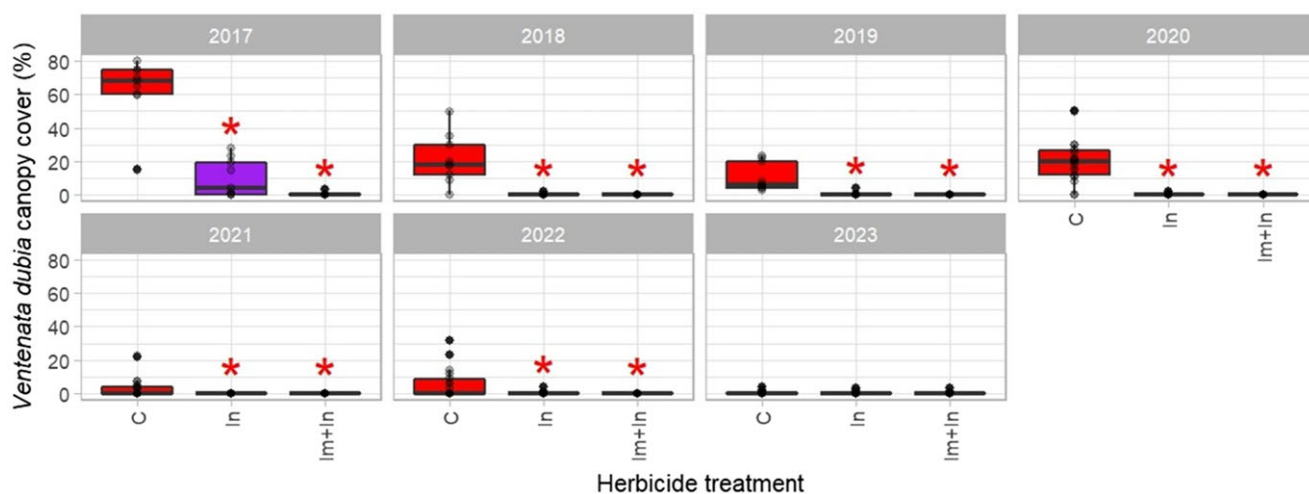 2017 2018 2019 2020
Ventenata dubia canopy cover (%)
80
60
40
20
0
* * * * * * * *
C In Im+In
2021 2022 2023
80
60
40
20
0
* * * *
C In Im+In C In Im+In C In Im+In
Herbicide treatment